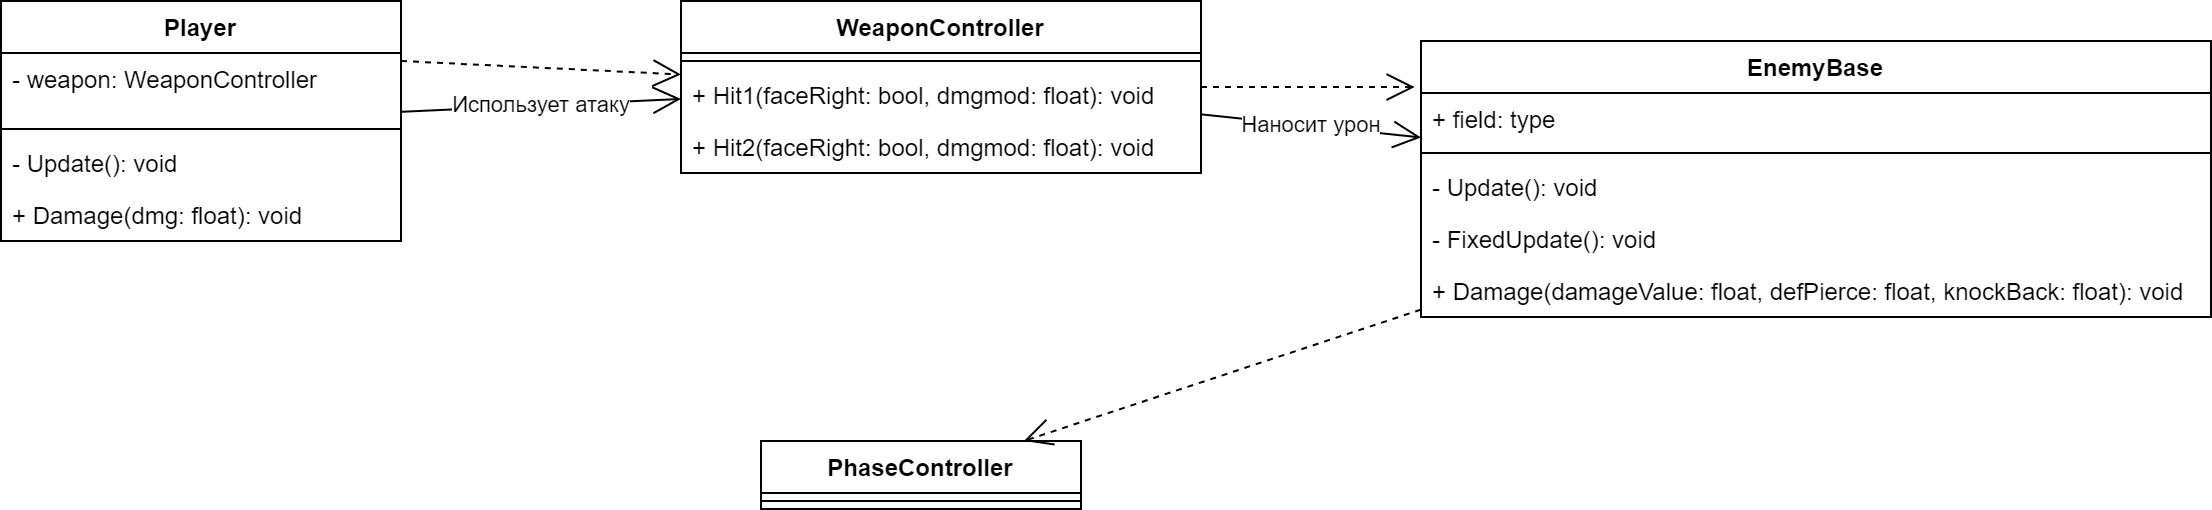 Player
- weapon: WeaponController
- Update(): void
+ Damage(dmg: float): void
Использует атаку
WeaponController
+ Hit1(faceRight: bool, dmgmod: float): void
+ Hit2(faceRight: bool, dmgmod: float): void
Наносит урон
EnemyBase
+ field: type
- Update(): void
- FixedUpdate(): void
+ Damage(damageValue: float, defPierce: float, knockBack: float): void
PhaseController